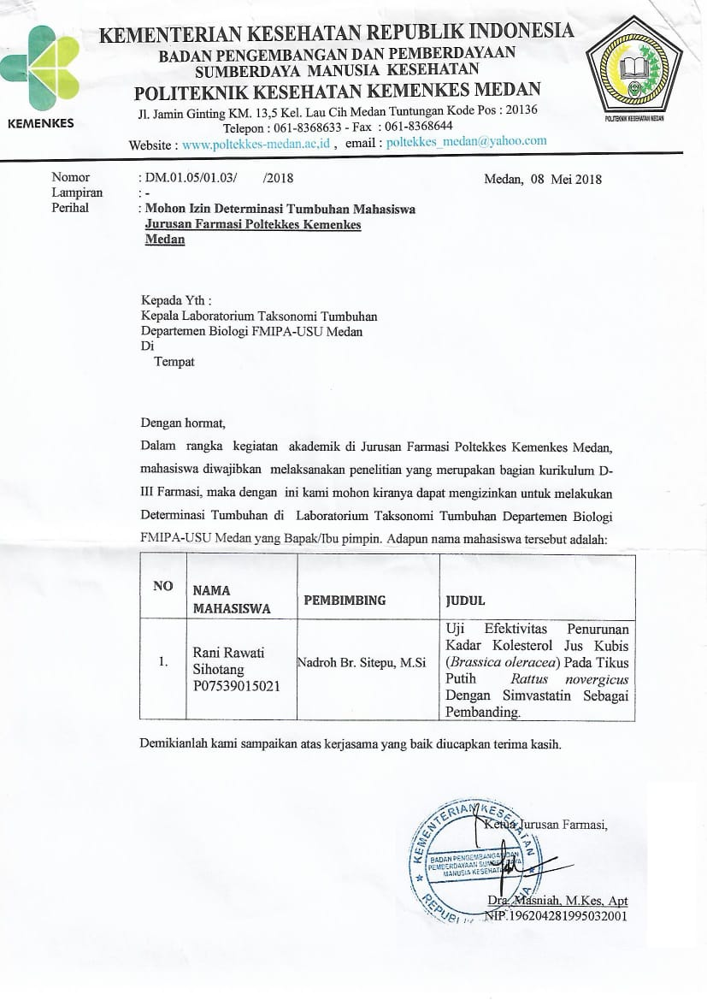 KEMENTERIAN KESEHATAN REPUBLIK INDONESIA
BADAN PENGEMBANGAN DAN PEMBERDAYAAN
SUMBERDAYA MANUSIA KESEHATAN
POLITEKNIK KESEHATAN KEMENKES MEDAN
Jl. Jamin Ginting KM. 13,5 Kel. Lau Cih Medan Tuntungan Kode Pos : 20136
Telepon : 061-8368633 - Fax : 061-8368644
Website : www.poltekkes-medan.ac,id , email : poltekkes_medan@yahoo.com
KEMENKES
POLITEKNIK KESEHATAN MEDAN
Nomor : DM.01.05/01.03/ /2018 Medan, 08 Mei 2018
Lampiran : -
Perihal : Mohon Izin Determinasi Tumbuhan Mahasiswa
Jurusan Farmasi Poltekkes Kemenkes
Medan
Kepada Yth :
Kepala Laboratorium Taksonomi Tumbuhan
Departemen Biologi FMIPA-USU Medan
Di
Tempat
Dengan hormat,
Dalam rangka kegiatan akademik di Jurusan Farmasi Poltekkes Kemenkes Medan,
mahasiswa diwajibkan melaksanakan penelitian yang merupakan bagian kurikulum D-
III Farmasi, maka dengan ini kami mohon kiranya dapat mengizinkan untuk melakukan
Determinasi Tumbuhan di Laboratorium Taksonomi Tumbuhan Departemen Biologi
FMIPA-USU Medan yang Bapak/Ibu pimpin. Adapun nama mahasiswa tersebut adalah:
NO
NAMA
MAHASISWA
PEMBIMBING
JUDUL
1.
Rani Rawati
Sihotang
P07539015021
Nadroh Br. Sitepu, M.Si
Uji Efektivitas Penurunan
Kadar Kolesterol Jus Kubis
(Brassica oleracea) Pada Tikus
Putih Rattus novergicus
Dengan Simvastatin Sebagai
Pembanding.
Demikianlah kami sampaikan atas kerjasama yang baik diucapkan terima kasih.
Ketua Jurusan Farmasi,
KEMENTERIAN KESEHATAN
BADAN PENGEMBANGAN DAN
PEMBERDAYAAN SUMBER DAYA
MANUSIA KESEHATAN
Dra. Masniah, M.Kes, Apt
NIP.196204281995032001